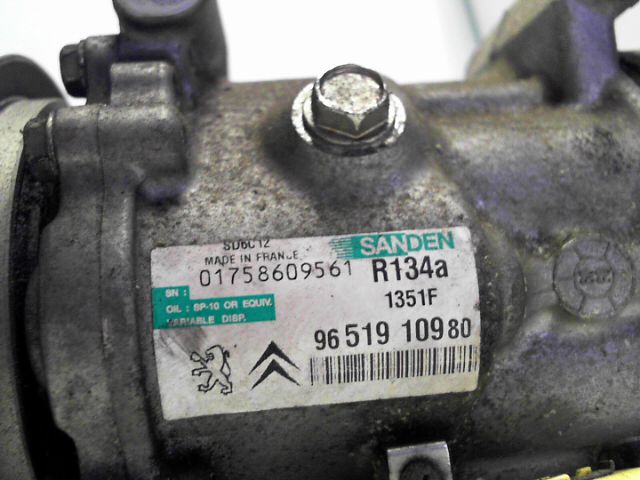 SD6C12
SANDEN
MADE IN FRANCE
01758609561 R134a
SN :
1351F
OIL : SP-10 OR EQUIV.
VARIABLE DISP.
96 519 109 80